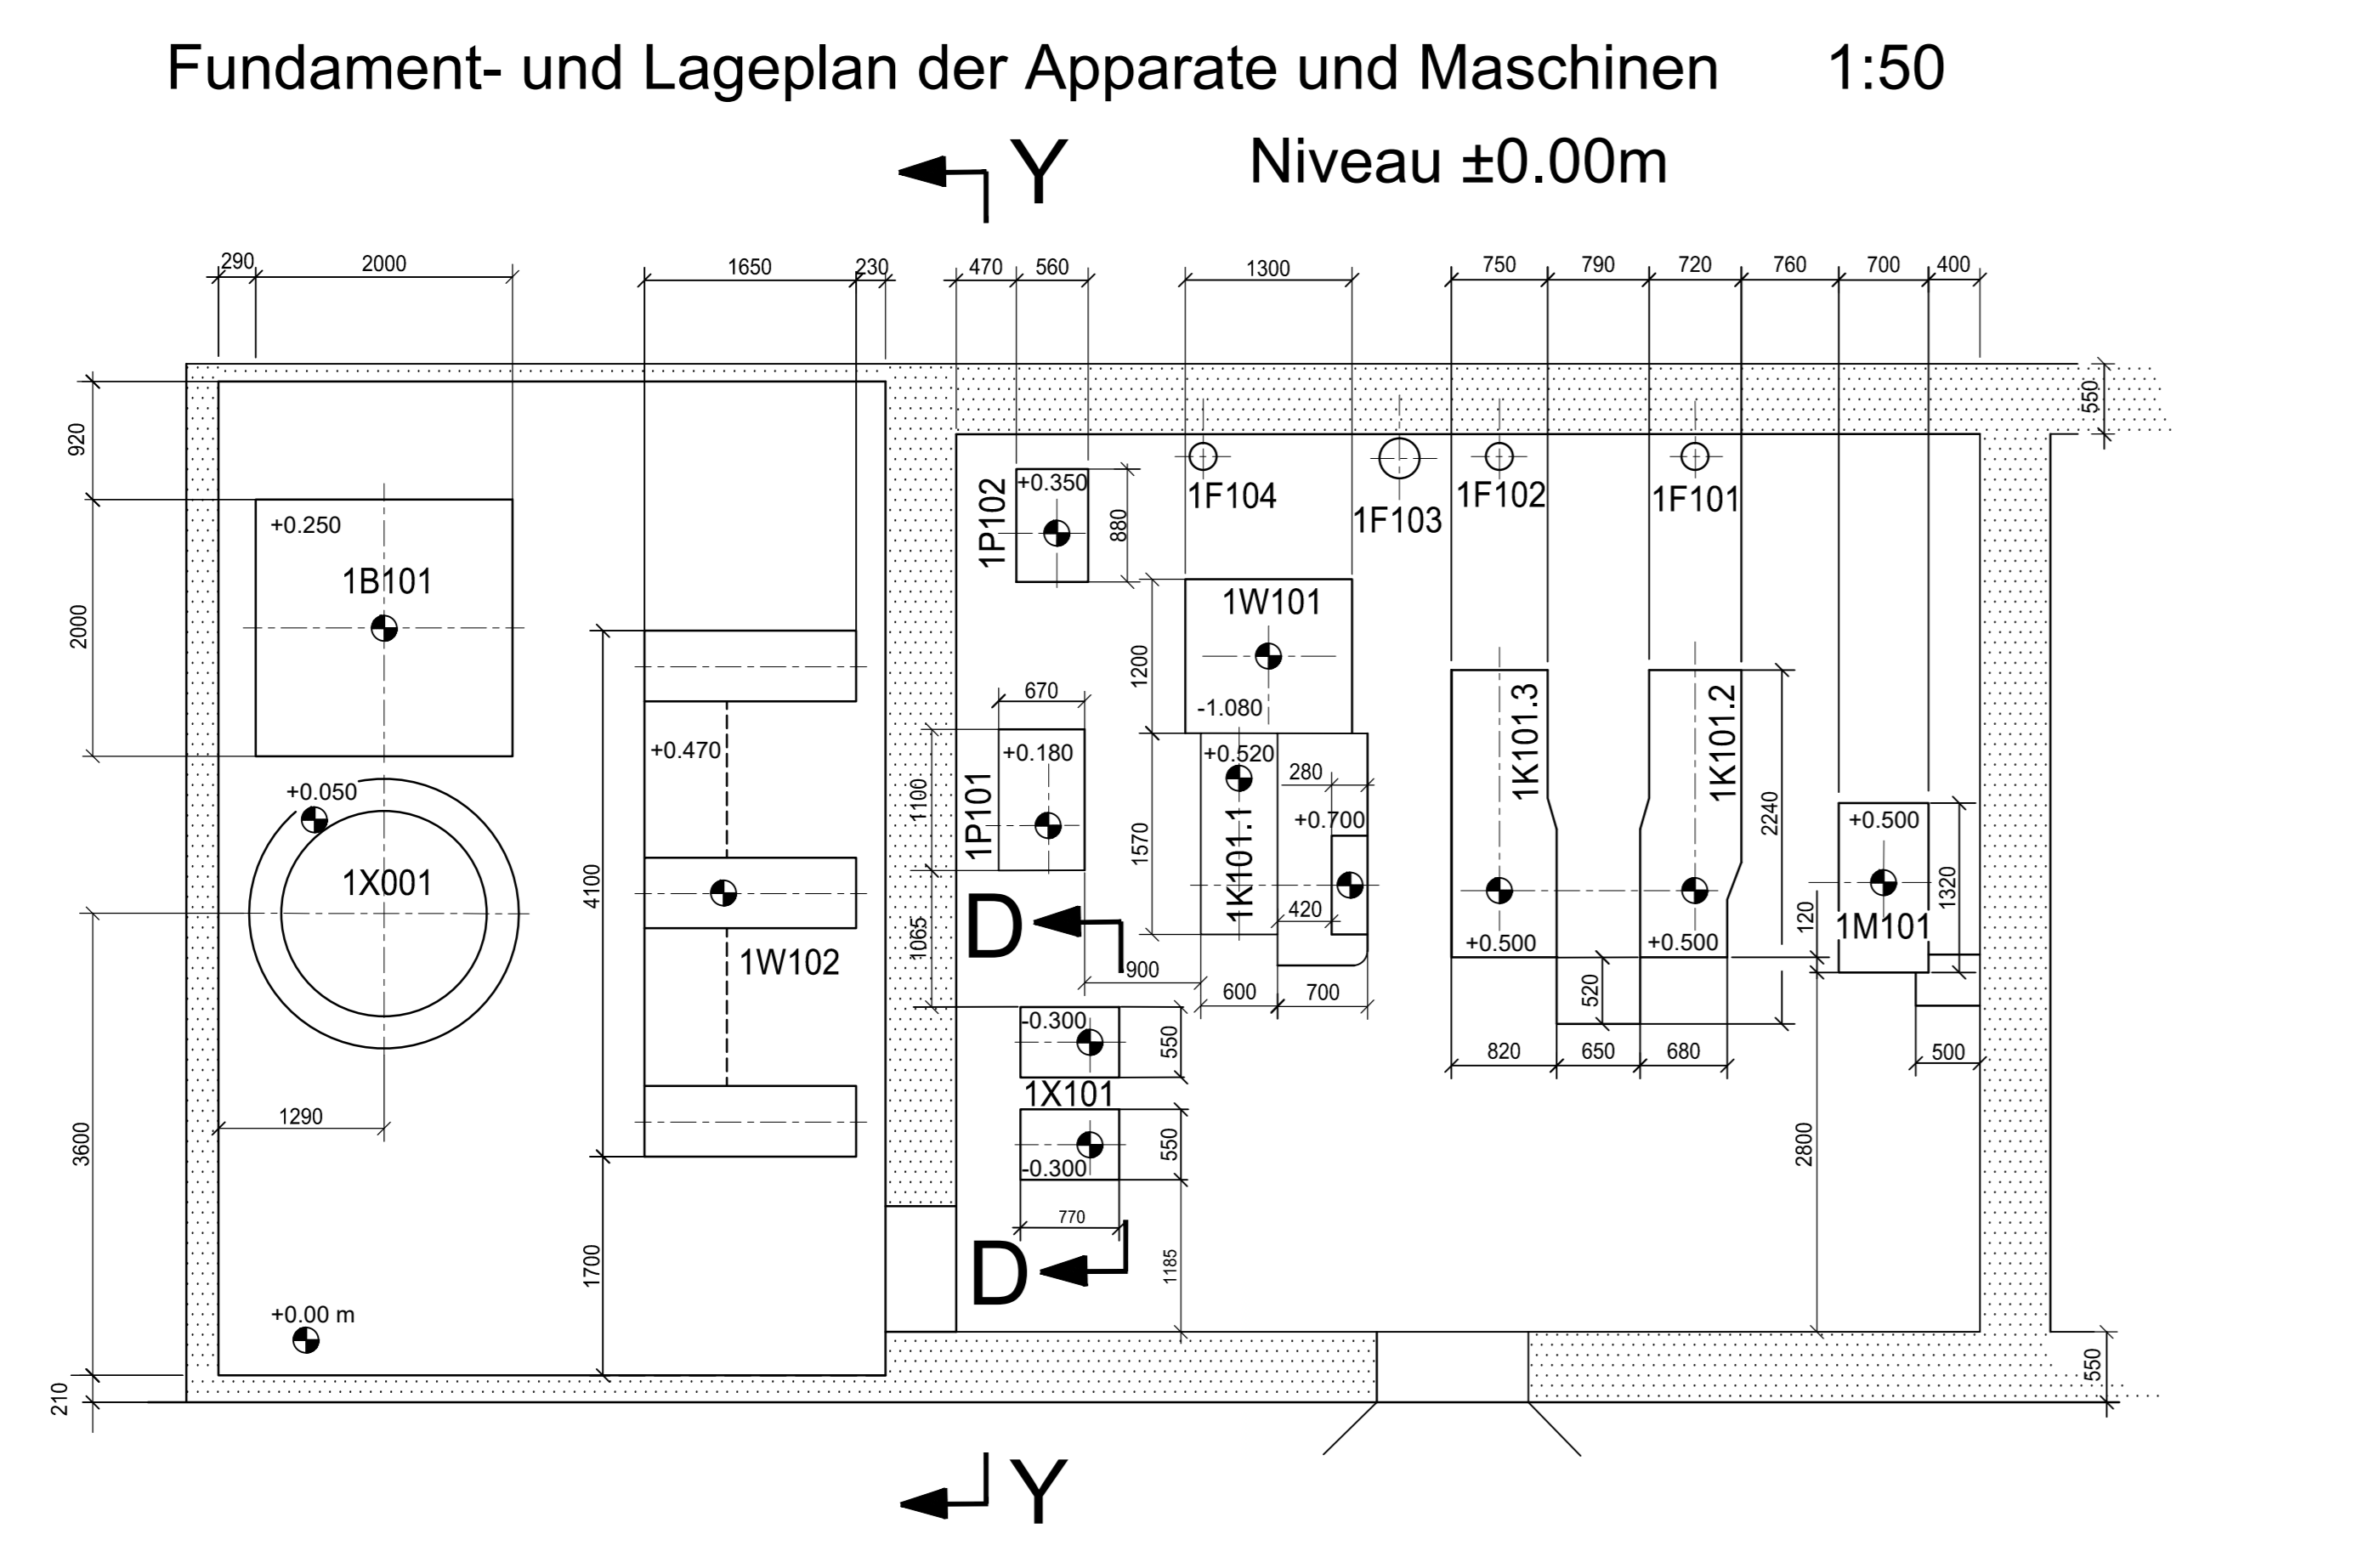 Fundament- und Lageplan der Apparate und Maschinen 1:50
Y
Niveau ±0.00m
290
2000
1650
230
470
560
1300
750
790
720
760
700
400
550
920
2000
3600
210
+0.250
1B101
+0.050
1X001
1290
+0.00 m
4100
1700
+0.470
1W102
1P102
+0.350
880
1F104
1F103
1F102
1F101
1W101
1200
-1.080
670
+0.180
1P101
1100
1065
1570
+0.520
280
+0.700
1K101.1
420
D
900
600
700
-0.300
550
1X101
550
-0.300
770
1185
D
1K101.3
1K101.2
2240
+0.500
+0.500
520
820
650
680
+0.500
1320
120
1M101
500
2800
550
Y